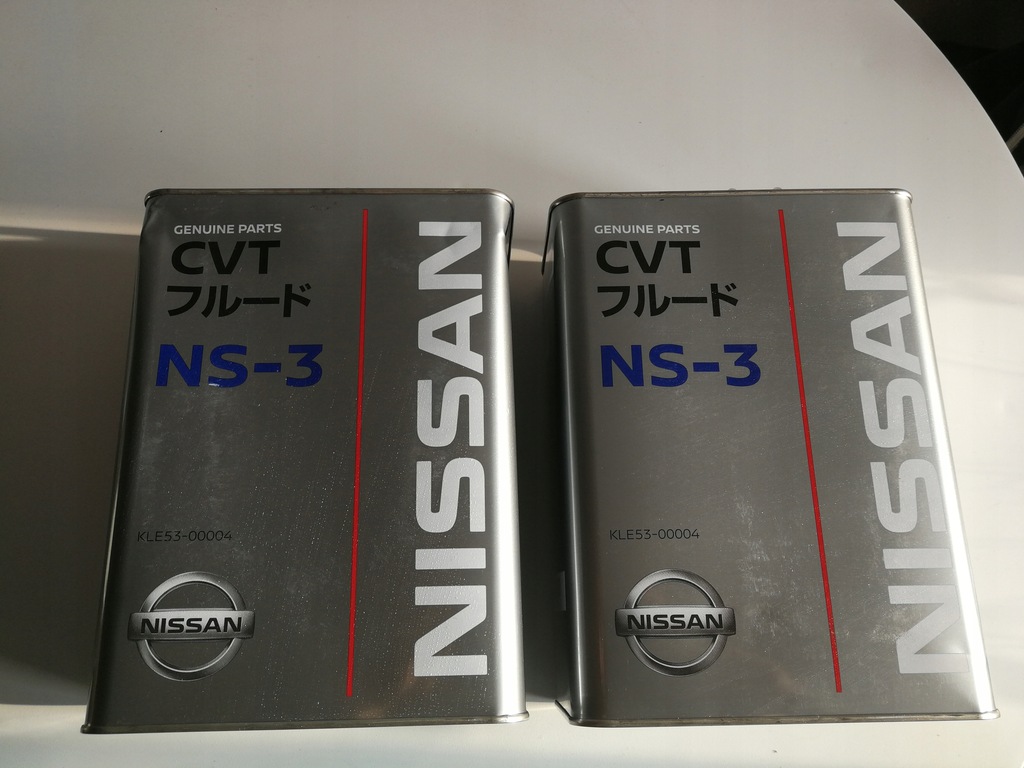 GENUINE PARTS
CVT
フルード
NS-3
KLE53-00004
NISSAN
NISSAN
GENUINE PARTS
CVT
フルード
NS-3
KLE53-00004
NISSAN
NISSAN